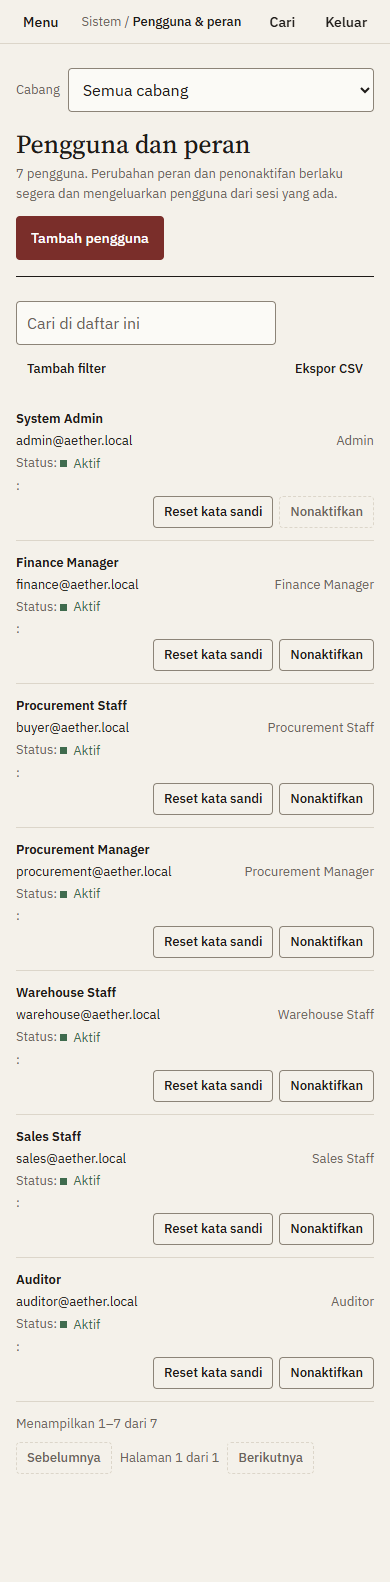 Menu Sistem / Pengguna & peran Cari Keluar
Cabang Semua cabang
Pengguna dan peran
7 pengguna. Perubahan peran dan penonaktifan berlaku
segera dan mengeluarkan pengguna dari sesi yang ada.
Tambah pengguna
Cari di daftar ini
Tambah filter Ekspor CSV
System Admin
admin@aether.local Admin
Status: Aktif
:
Reset kata sandi Nonaktifkan
Finance Manager
finance@aether.local Finance Manager
Status: Aktif
:
Reset kata sandi Nonaktifkan
Procurement Staff
buyer@aether.local Procurement Staff
Status: Aktif
:
Reset kata sandi Nonaktifkan
Procurement Manager
procurement@aether.local Procurement Manager
Status: Aktif
:
Reset kata sandi Nonaktifkan
Warehouse Staff
warehouse@aether.local Warehouse Staff
Status: Aktif
:
Reset kata sandi Nonaktifkan
Sales Staff
sales@aether.local Sales Staff
Status: Aktif
:
Reset kata sandi Nonaktifkan
Auditor
auditor@aether.local Auditor
Status: Aktif
:
Reset kata sandi Nonaktifkan
Menampilkan 1–7 dari 7
Sebelumnya Halaman 1 dari 1 Berikutnya